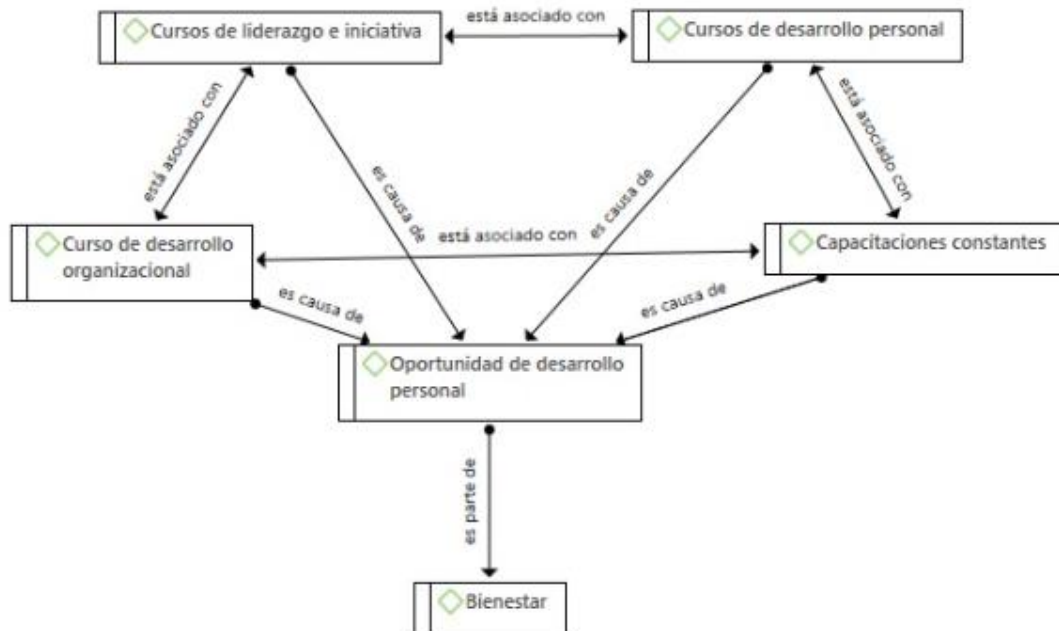 está asociado con
Cursos de liderazgo e iniciativa
Cursos de desarrollo personal
está asociado con
es causa de
es causa de
está asociado con
Curso de desarrollo
organizacional
está asociado con
Capacitaciones constantes
es causa de
es causa de
Oportunidad de desarrollo
personal
es parte de
Bienestar